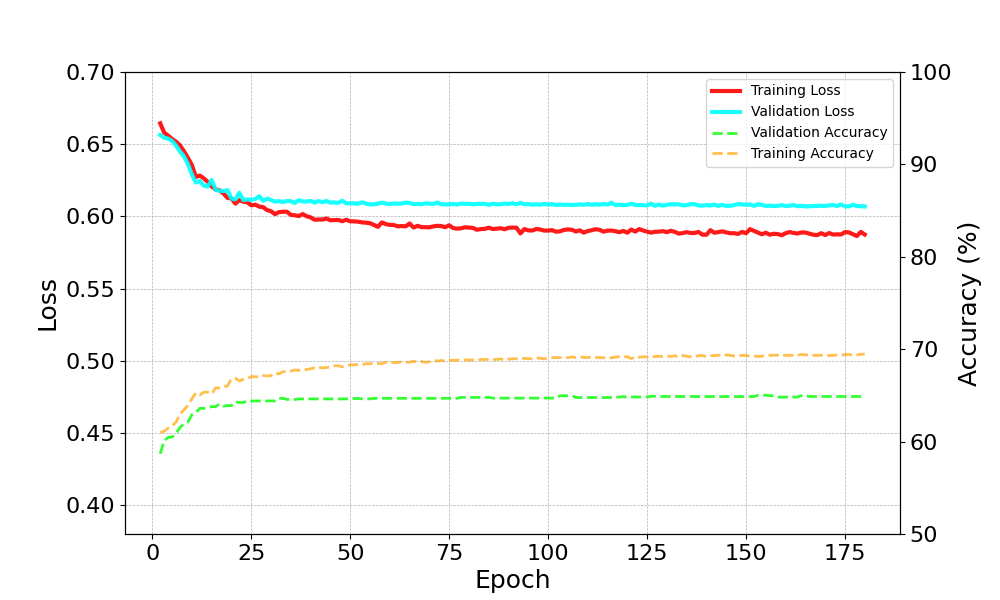 Training Loss
Validation Loss
Validation Accuracy
Training Accuracy
0.70
0.65
0.60
0.55
0.50
0.45
0.40
Loss
100
90
80
70
60
50
Accuracy (%)
0 25 50 75 100 125 150 175
Epoch